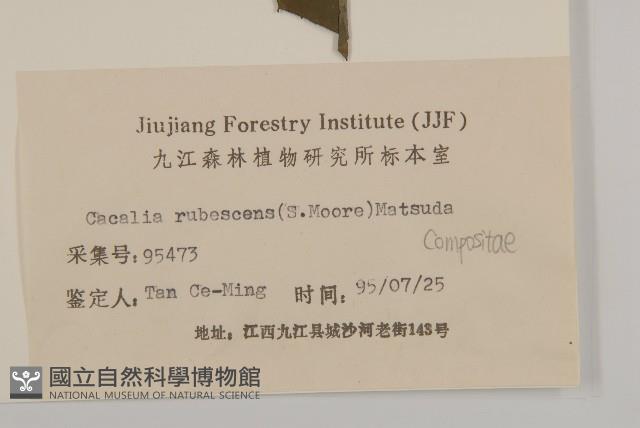 Jiujiang Forestry Institute (JJF)
九江森林植物研究所标本室
Cacalia rubescens(S.Moore)Matsuda
Compositae
采集号:95473
鉴定人:Tan Ce-Ming 时间:95/07/25
地址:江西九江县城沙河老街143号
國立自然科學博物館
NATIONAL MUSEUM OF NATURAL SCIENCE